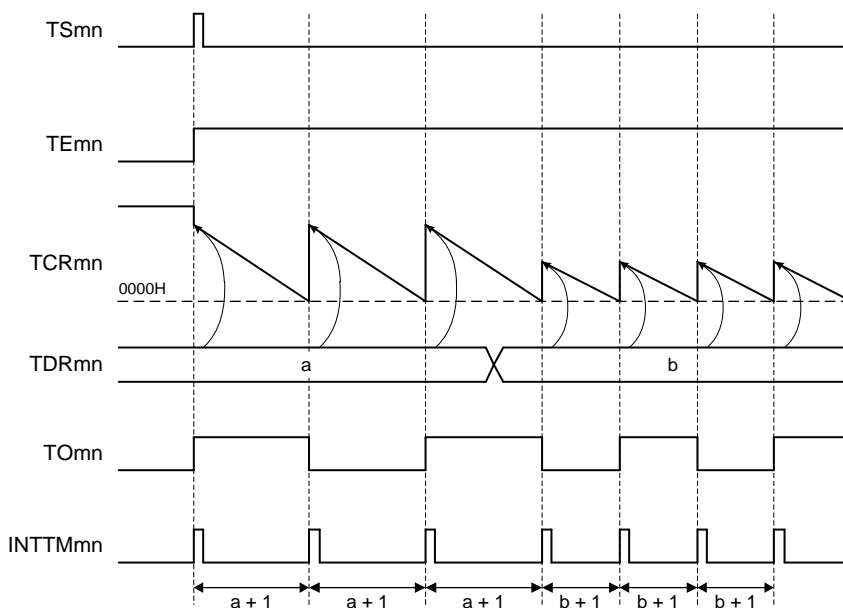 TSmn
TEmn
TCRmn
0000H
TDRmn
a
b
TOmn
INTTMmn
a + 1
a + 1
a + 1
b + 1
b + 1
b + 1